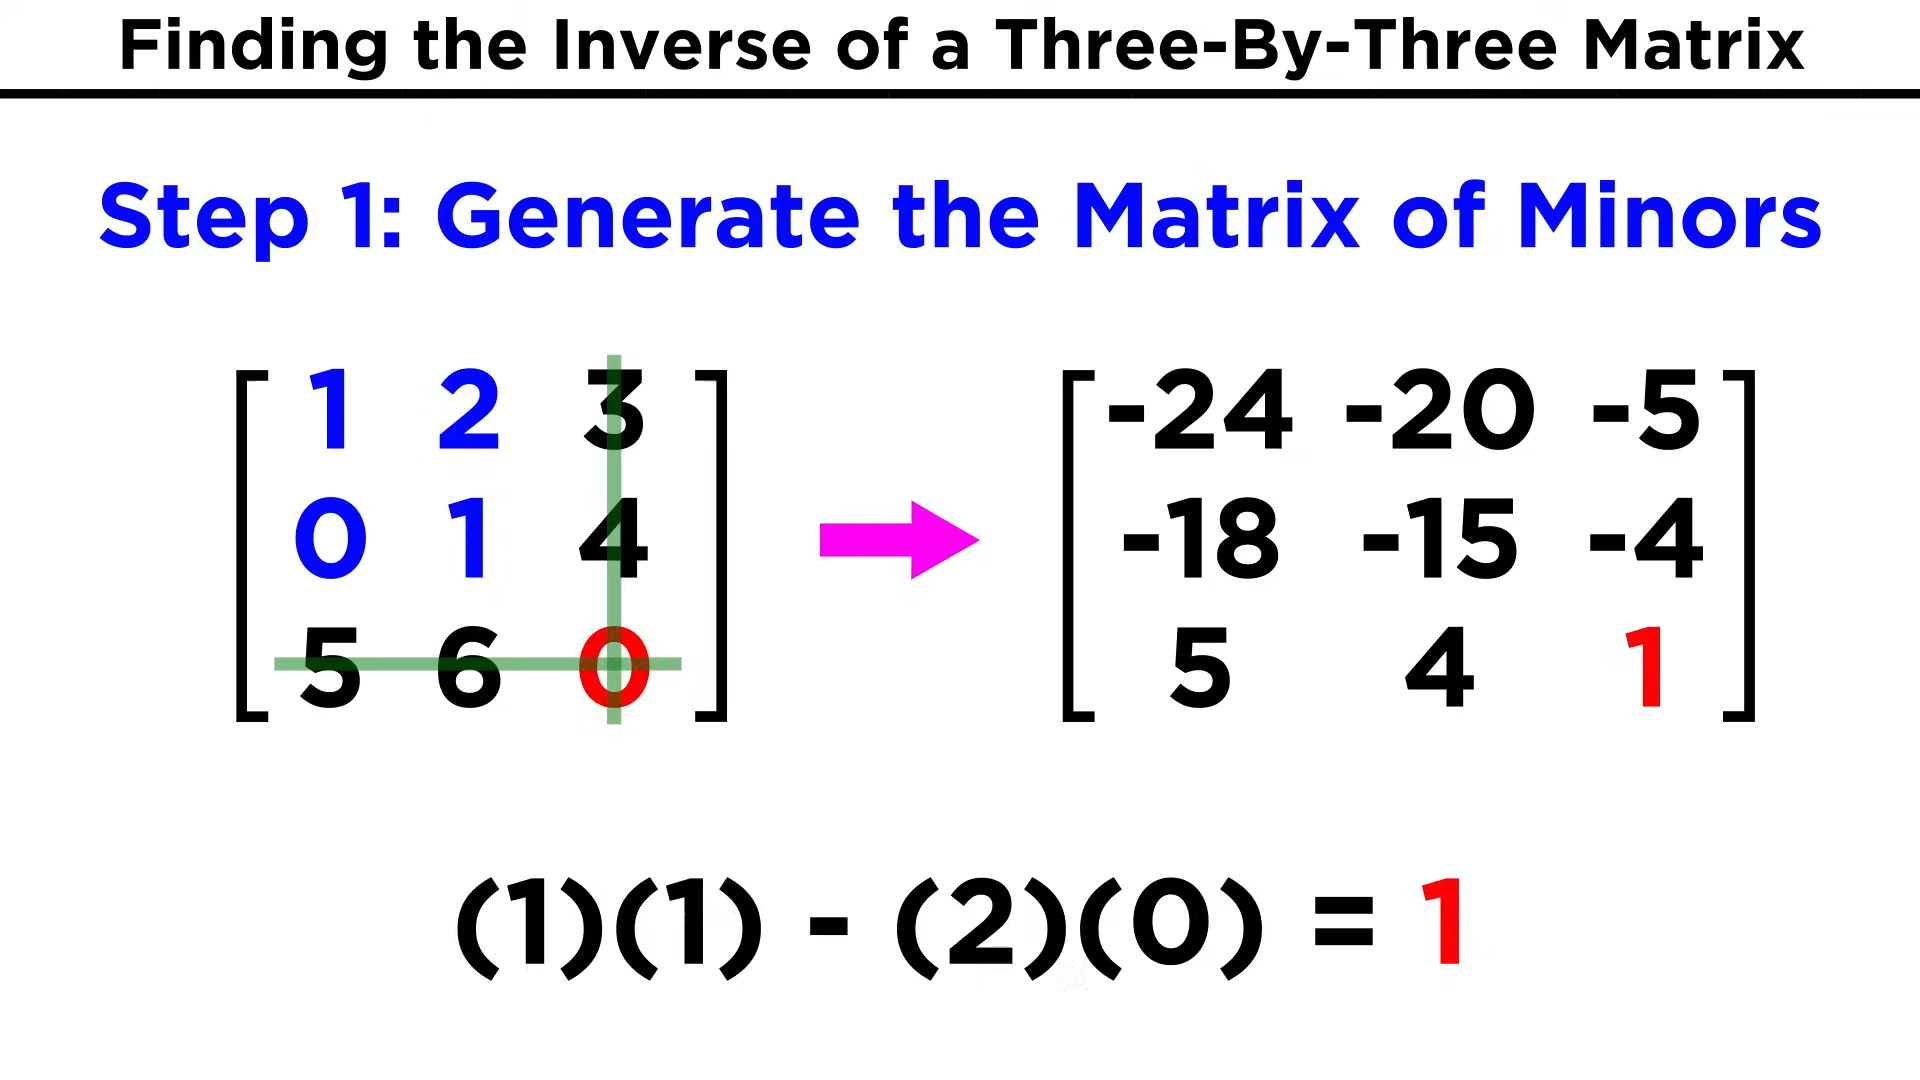 Finding the Inverse of a Three-By-Three Matrix
Step 1: Generate the Matrix of Minors
1 2 3
0 1 4
5 6 0
-24 -20 -5
-18 -15 -4
5 4 1
(1)(1) - (2)(0) = 1